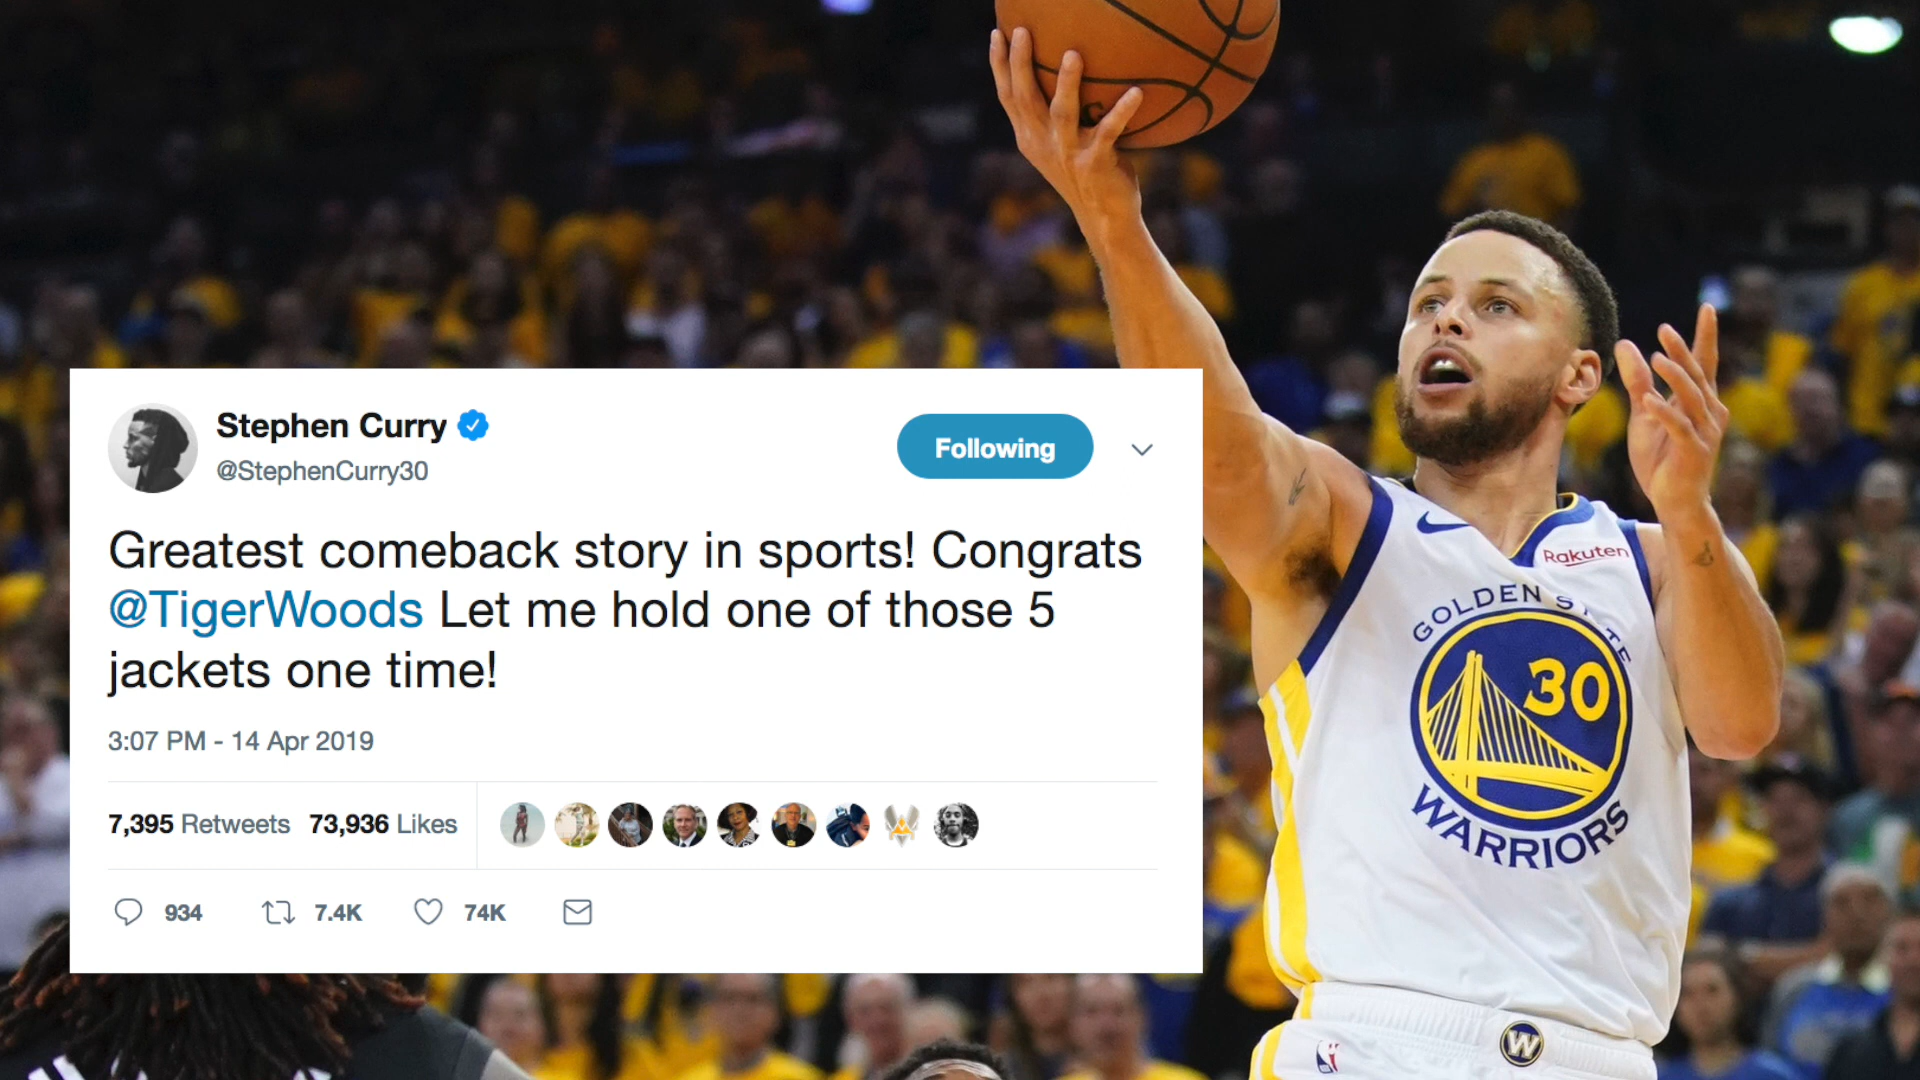 Stephen Curry
@StephenCurry30
Following
Greatest comeback story in sports! Congrats
@TigerWoods Let me hold one of those 5
jackets one time!
3:07 PM - 14 Apr 2019
7,395 Retweets 73,936 Likes
934 7.4K 74K
Rakuten
GOLDEN STATE
30
WARRIORS
W